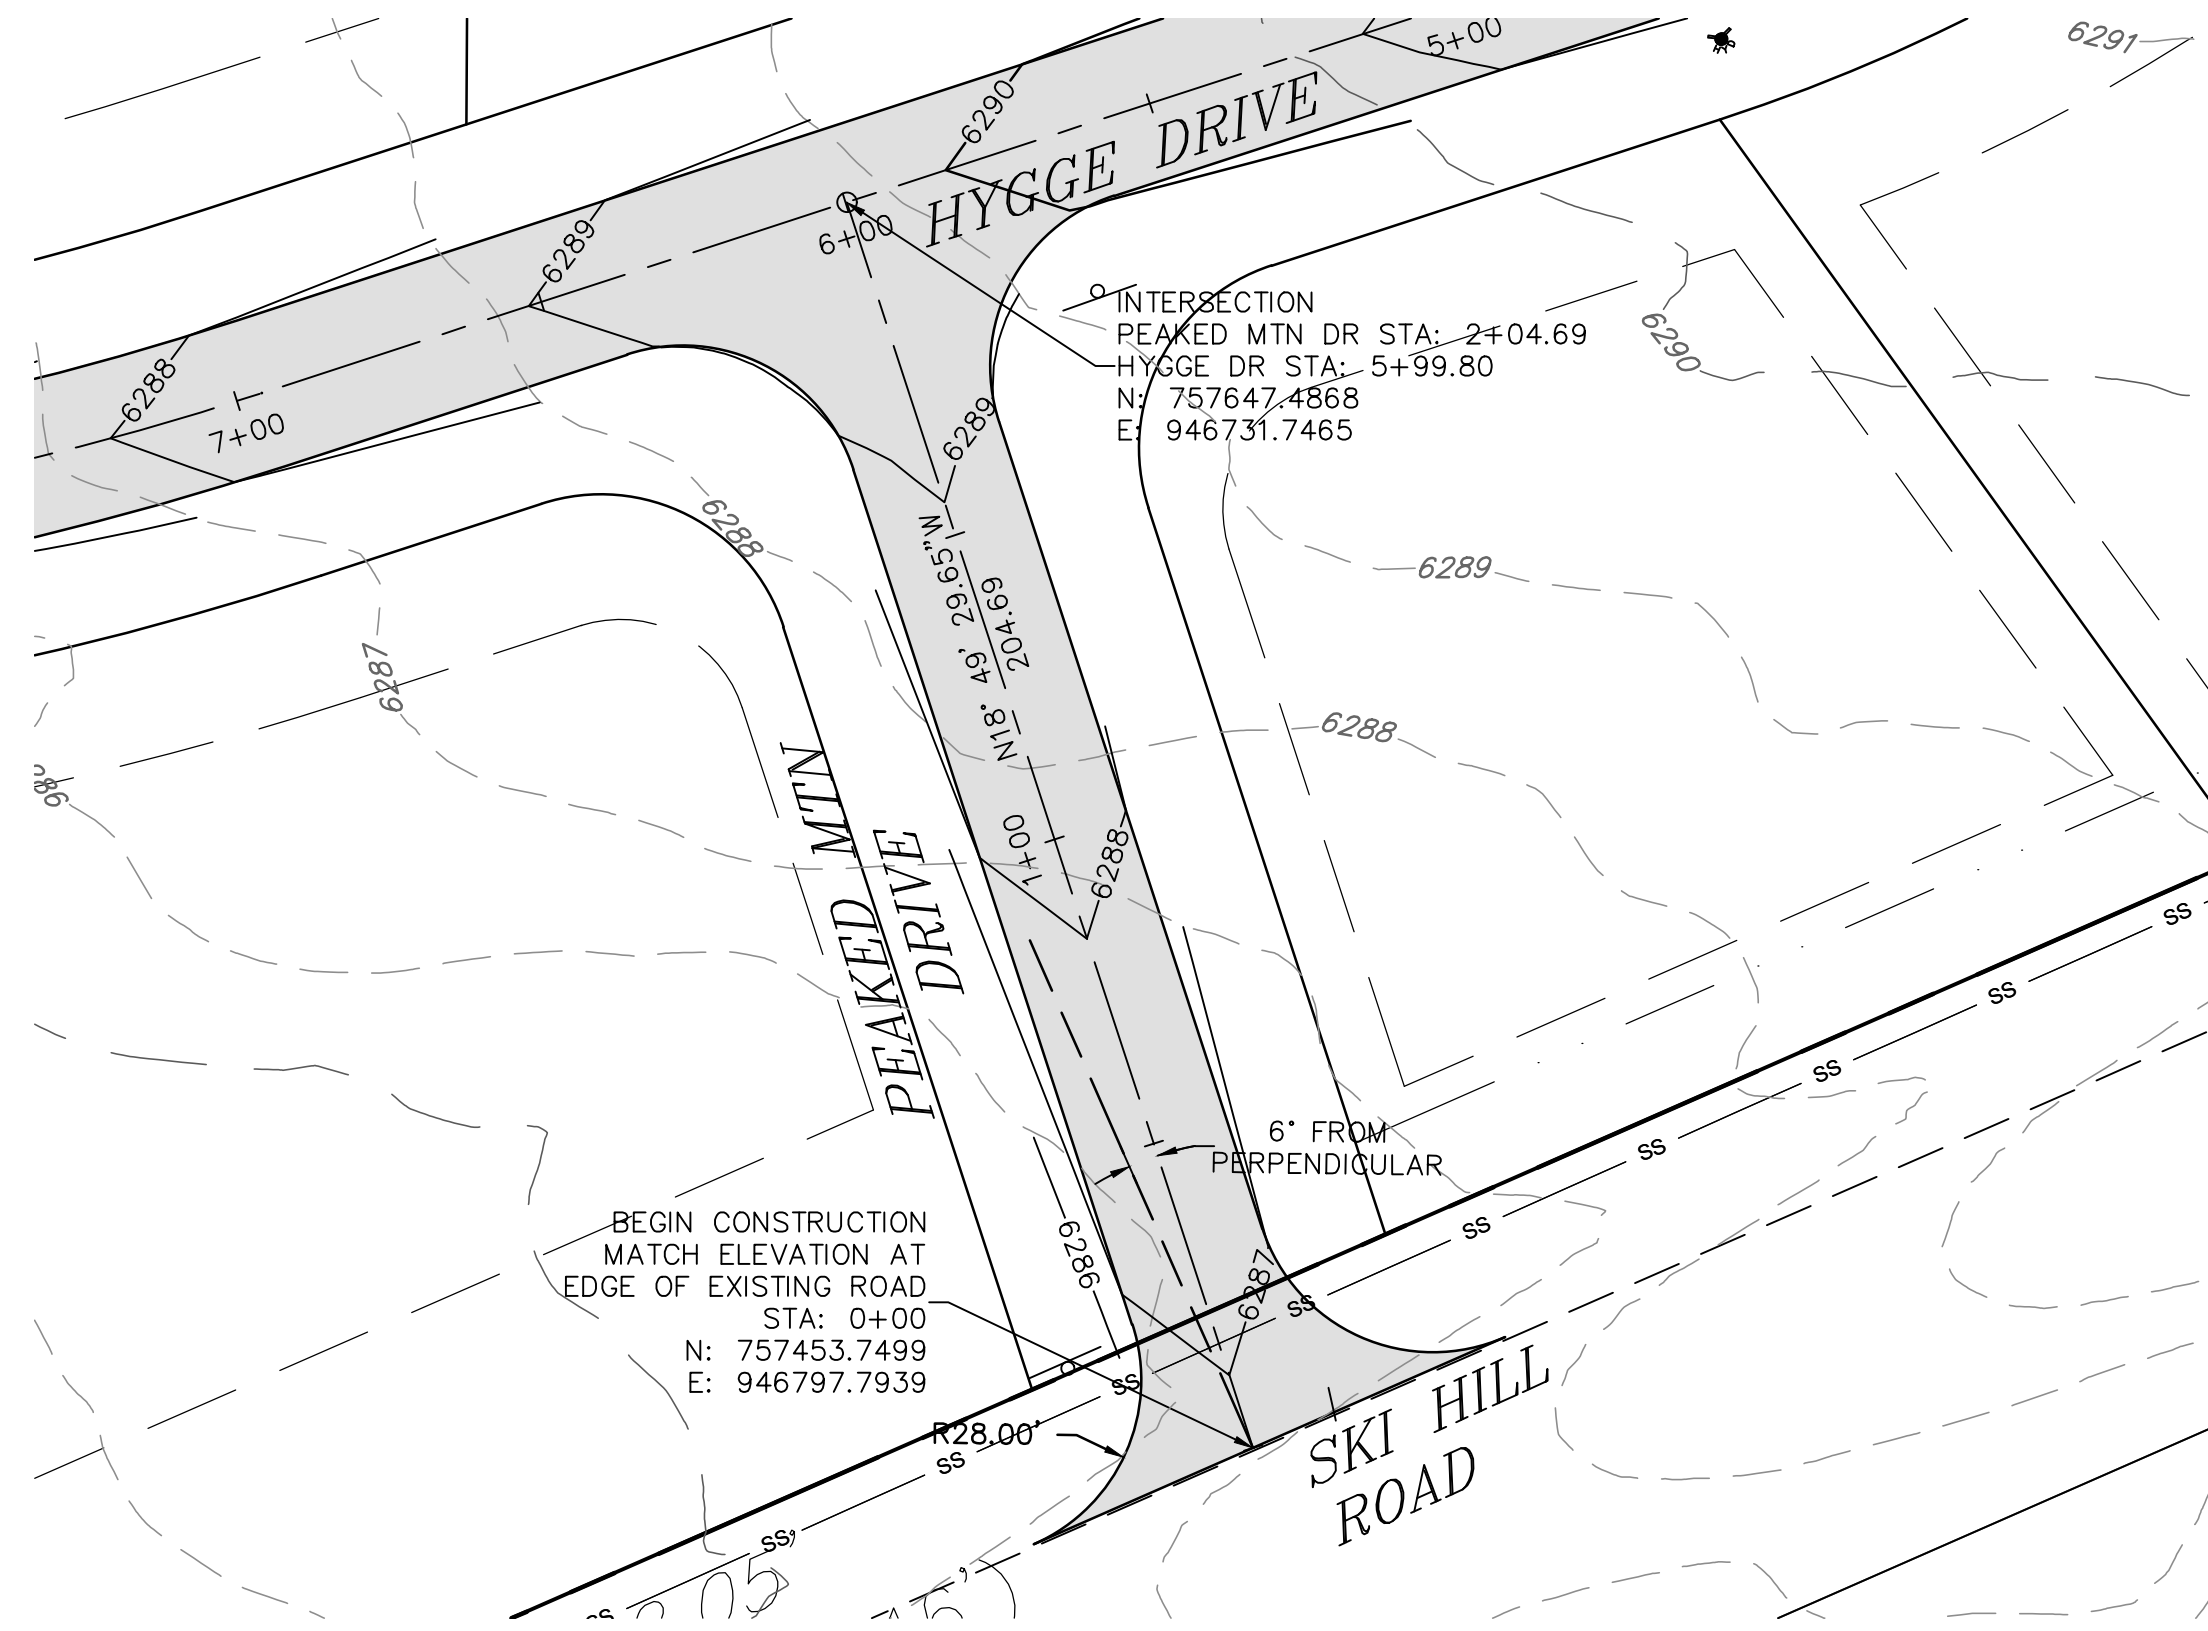 6291
5+00
6290
HYGGE DRIVE
6289
6+00
INTERSECTION
PEAKED MTN DR STA: 2+04.69
HYGGE DR STA: 5+99.80
N: 757647.4868
E: 946731.7465
6290
6288
7+00
6289
6288
6289
N18° 49' 29.65"W
204.69
6287
6288
PEAKED MTN
DRIVE
1+00
6288
SS
SS
SS
SS
SS
SS
SS
SS
SS
SS
6° FROM
PERPENDICULAR
BEGIN CONSTRUCTION
MATCH ELEVATION AT
EDGE OF EXISTING ROAD
STA: 0+00
N: 757453.7499
E: 946797.7939
6286
6287
R28.00'
SKI HILL
ROAD